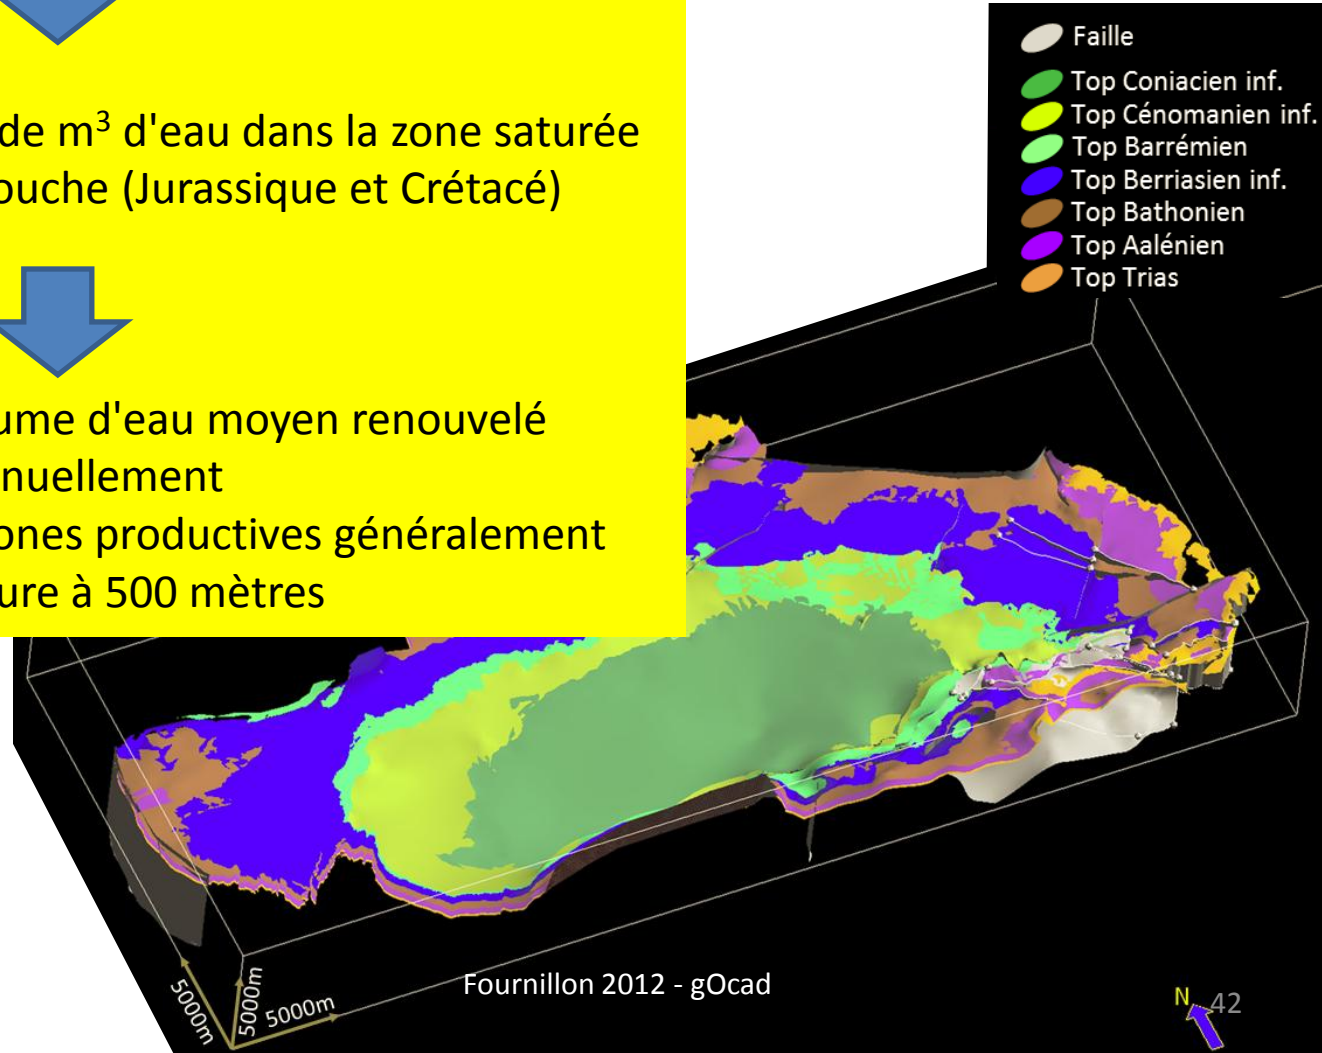 de m³ d'eau dans la zone saturée
ouche (Jurassique et Crétacé)
ume d'eau moyen renouvelé
nuellement
ones productives généralement
ure à 500 mètres
Faille
Top Coniacien inf.
Top Cénomanien inf.
Top Barrémien
Top Berriasien inf.
Top Bathonien
Top Aalénien
Top Trias
5000m
5000m
5000m
Fournillon 2012 - gOcad
N
42